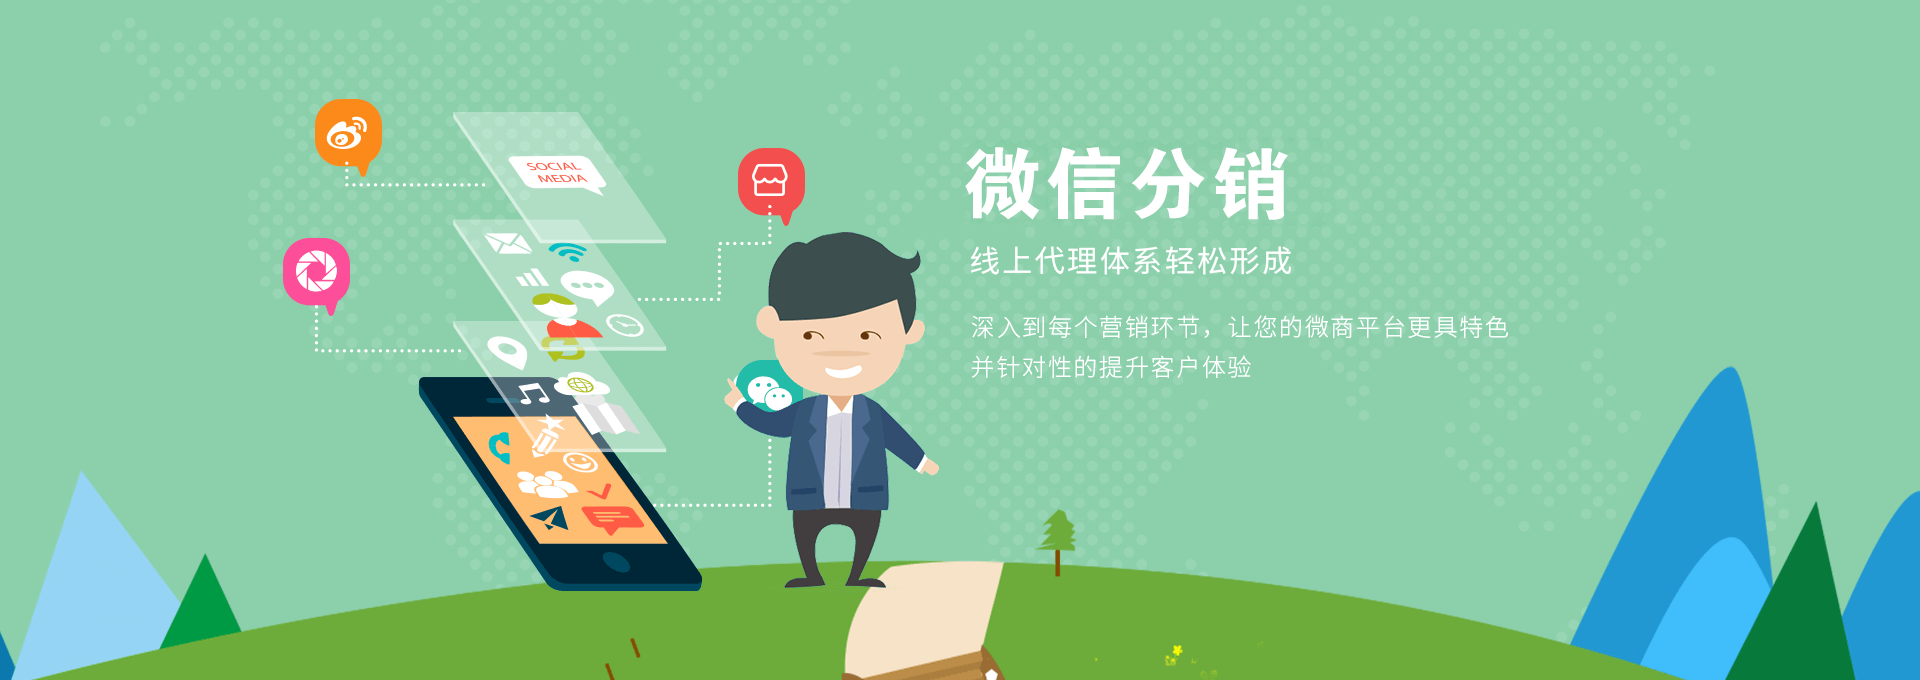 SOCIAL
MEDIA
微信分销
线上代理体系轻松形成
深入到每个营销环节，让您的微商平台更具特色
并针对性的提升客户体验